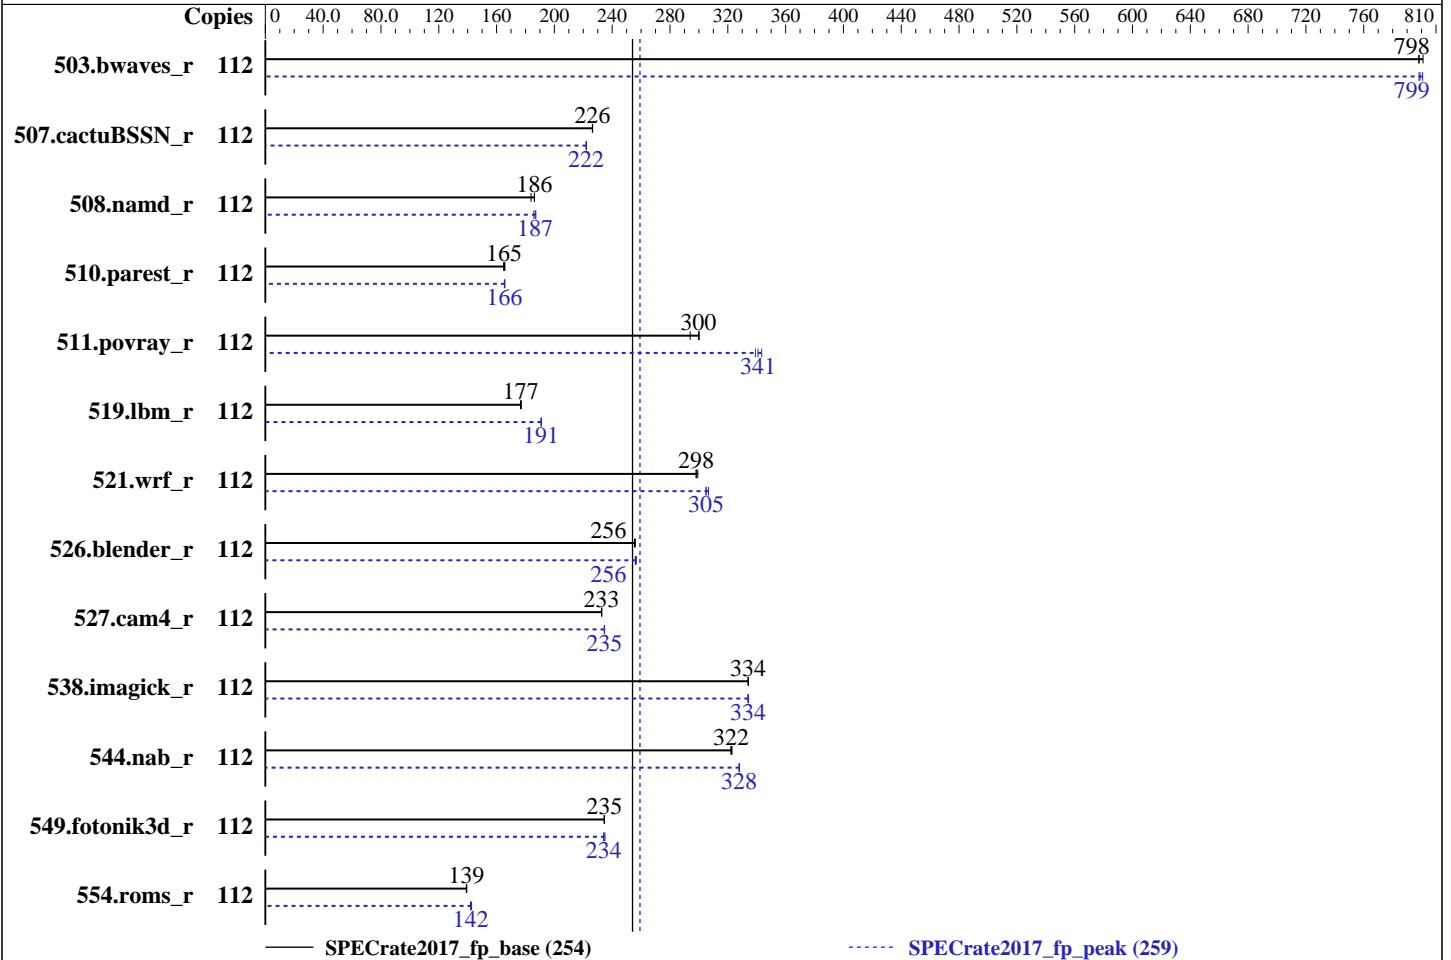 Copies 0 40.0 80.0 120 160 200 240 280 320 360 400 440 480 520 560 600 640 680 720 760 810
798
503.bwaves_r 112
799
226
507.cactuBSSN_r 112
222
186
508.namd_r 112
187
165
510.parest_r 112
166
300
511.povray_r 112
341
177
519.lbm_r 112
191
298
521.wrf_r 112
305
256
526.blender_r 112
256
233
527.cam4_r 112
235
334
538.imagick_r 112
334
322
544.nab_r 112
328
235
549.fotonik3d_r 112
234
139
554.roms_r 112
142
SPECrate2017_fp_base (254) SPECrate2017_fp_peak (259)